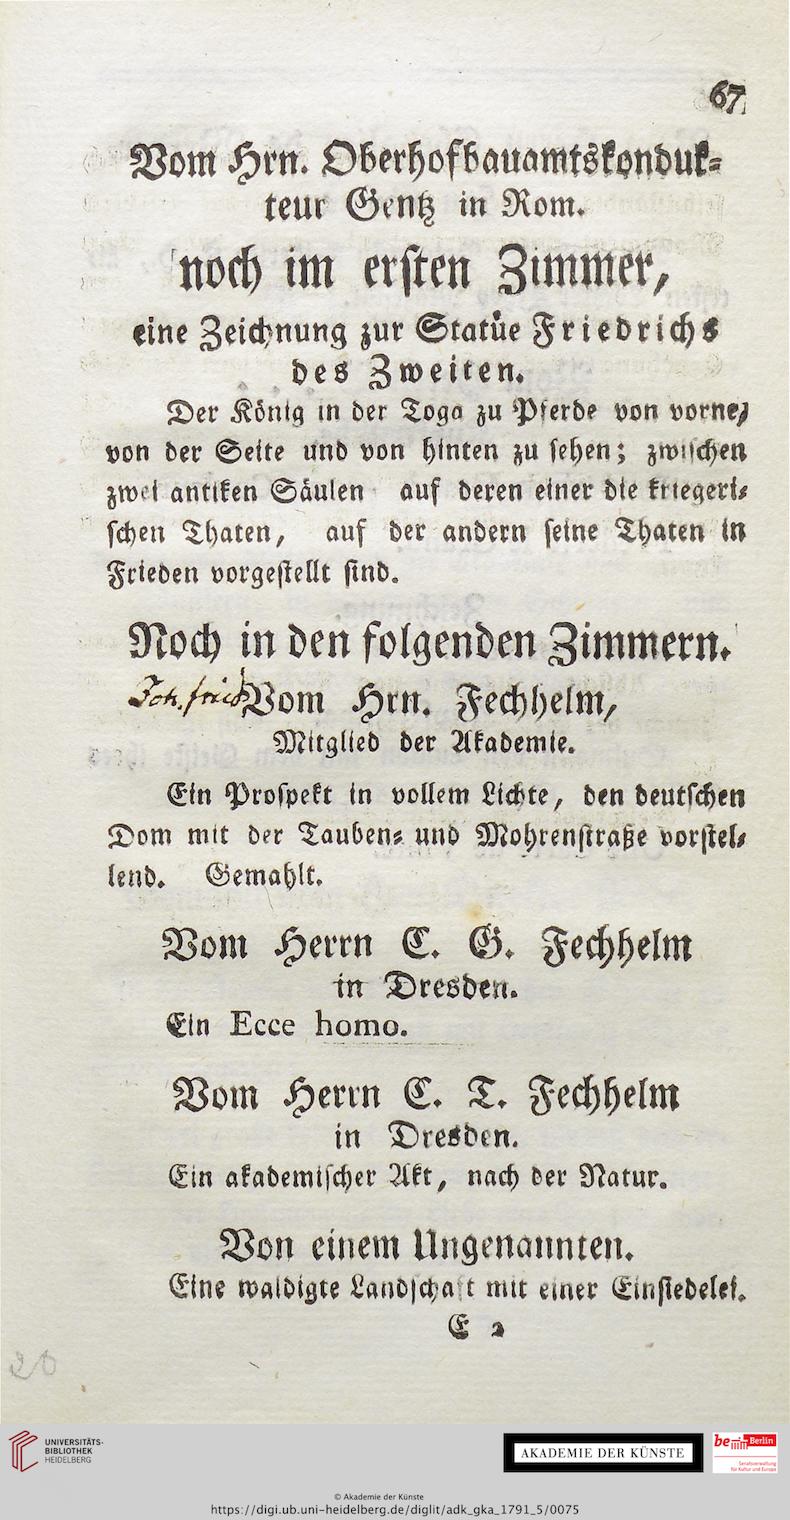 67
Vom Hrn. Oberhofbauamtskonduk-
teur Gentz in Rom.
noch im ersten Zimmer,
eine Zeichnung zur Statüe Friedrichs
des Zweiten.
Der König in der Toga zu Pferde von vorne,
von der Seite und von hinten zu sehen; zwischen
zwei antiken Säulen auf deren einer die kriegeri-
schen Thaten, auf der andern seine Thaten in
Frieden vorgestellt sind.
Noch in den folgenden Zimmern.
Joh. fried Vom Hrn. Fechhelm,
Mitglied der Akademie.
Ein Prospekt in vollem Lichte, den deutschen
Dom mit der Tauben- und Mohrenstraße vorstel-
lend. Gemahlt.
Vom Herrn C. G. Fechhelm
in Dresden.
Ein Ecce homo.
Vom Herrn C. T. Fechhelm
in Dresden.
Ein akademischer Akt, nach der Natur.
Von einem Ungenannten.
Eine waldigte Landschaft mit einer Einsiedelei.
E 2
20
UNIVERSITÄTS-
BIBLIOTHEK
HEIDELBERG
AKADEMIE DER KÜNSTE
be Berlin
Senatsverwaltung
für Kultur und Europa
© Akademie der Künste
https://digi.ub.uni-heidelberg.de/diglit/adk_gka_1791_5/0075